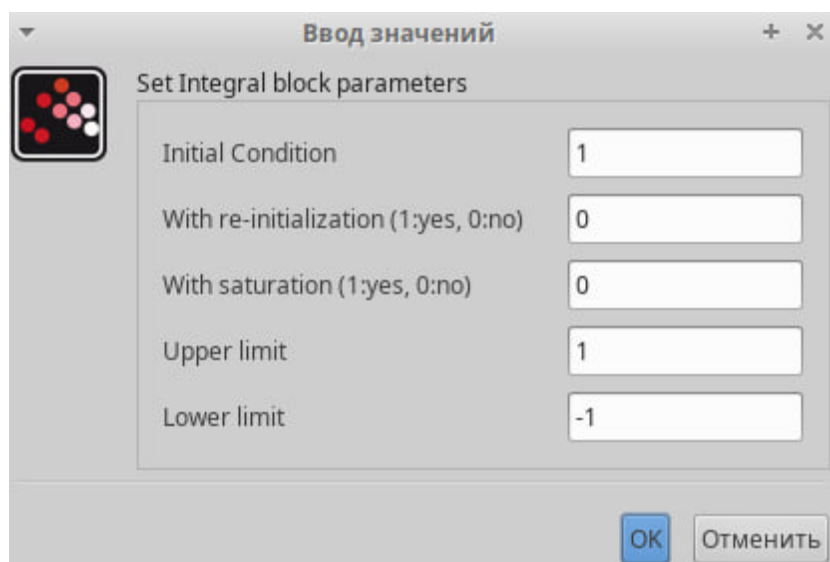 Ввод значений
Set Integral block parameters
Initial Condition 1
With re-initialization (1:yes, 0:no) 0
With saturation (1:yes, 0:no) 0
Upper limit 1
Lower limit -1
OK Отменить